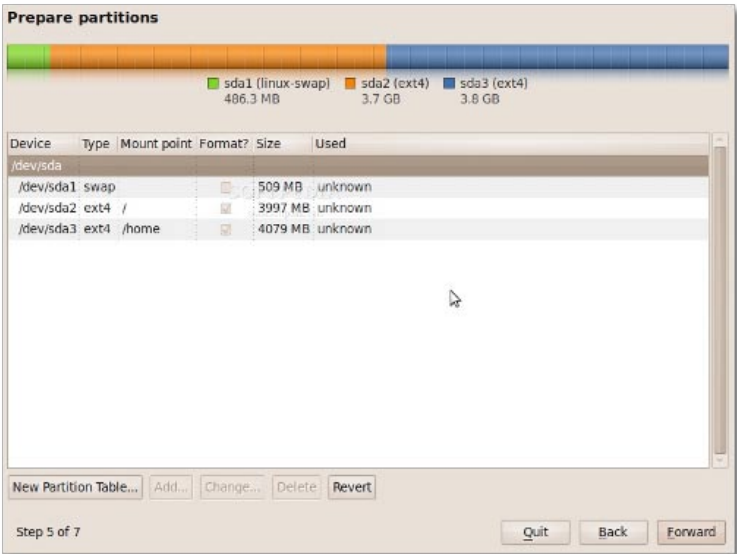 Prepare partitions
sda1 (linux-swap) sda2 (ext4) sda3 (ext4)
486.3 MB 3.7 GB 3.8 GB
Device Type Mount point Format? Size Used
/dev/sda
/dev/sda1 swap 509 MB unknown
/dev/sda2 ext4 / 3997 MB unknown
/dev/sda3 ext4 /home 4079 MB unknown
New Partition Table... Add... Change... Delete Revert
Step 5 of 7 Quit Back Forward